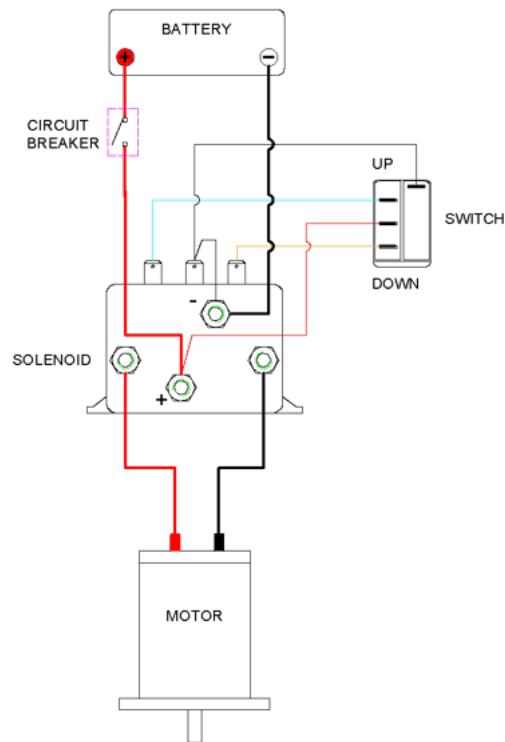 BATTERY
+
-
CIRCUIT
BREAKER
UP
SWITCH
DOWN
-
SOLENOID
+
MOTOR